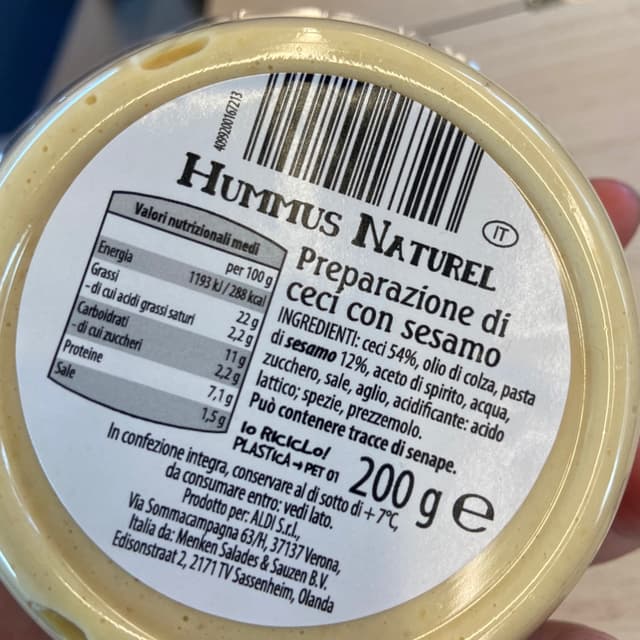 4099200167213
HUMMUS NATUREL
IT
Preparazione di
ceci con sesamo
INGREDIENTI: ceci 54%, olio di colza, pasta
di sesamo 12%, aceto di spirito, acqua,
zucchero, sale, aglio, acidificante: acido
lattico; spezie, prezzemolo.
Può contenere tracce di senape.
Valori nutrizionali medi
per 100 g
Energia 1193 kJ / 288 kcal
Grassi 22 g
- di cui acidi grassi saturi 2,2 g
Carboidrati 11 g
- di cui zuccheri 2,2 g
Proteine 7,1 g
Sale 1,5 g
Io RICICLo!
PLASTICA → PET 01
200 g e
In confezione integra, conservare al di sotto di + 7°C,
da consumare entro: vedi lato.
Prodotto per: ALDI S.r.l.,
Via Sommacampagna 63/H, 37137 Verona,
Italia da: Menken Salades & Sauzen B.V.
Edisonstraat 2, 2171 TV Sassenheim, Olanda